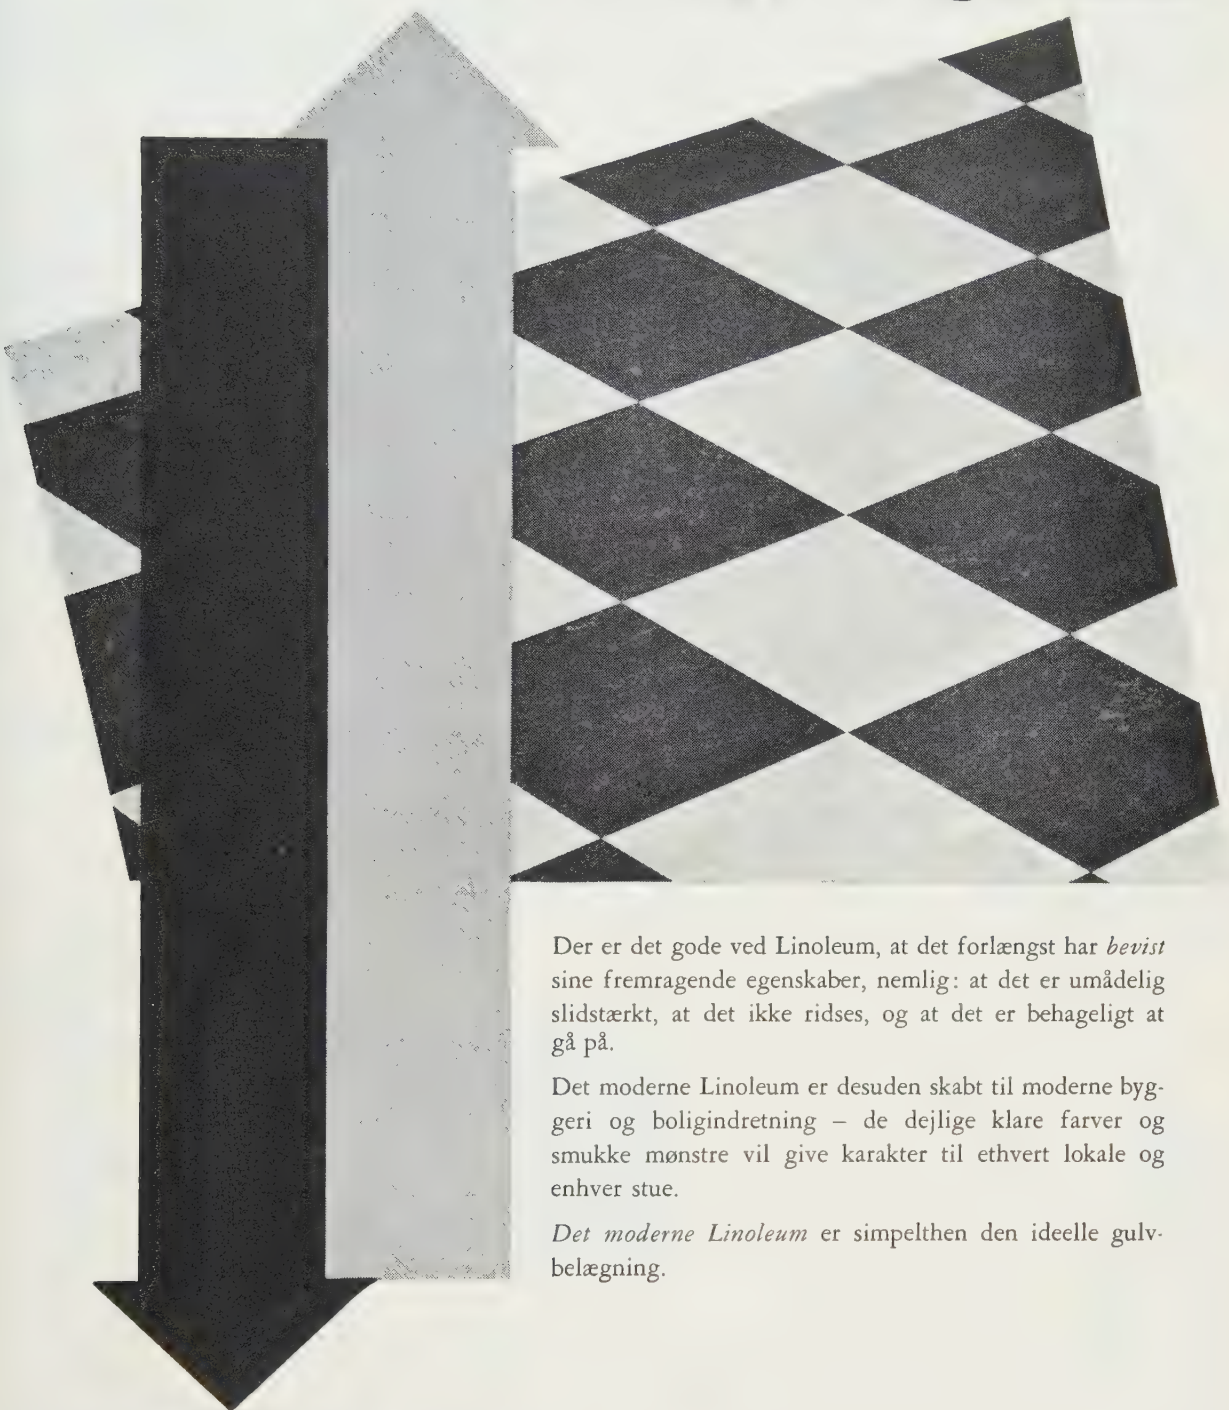 Der er det gode ved Linoleum, at det forlængst har bevist
sine fremragende egenskaber, nemlig: at det er umådelig
slidstærkt, at det ikke ridses, og at det er behageligt at
gå på.
Det moderne Linoleum er desuden skabt til moderne byg-
geri og boligindretning – de dejlige klare farver og
smukke mønstre vil give karakter til ethvert lokale og
enhver stue.
Det moderne Linoleum er simpelthen den ideelle gulv-
belægning.